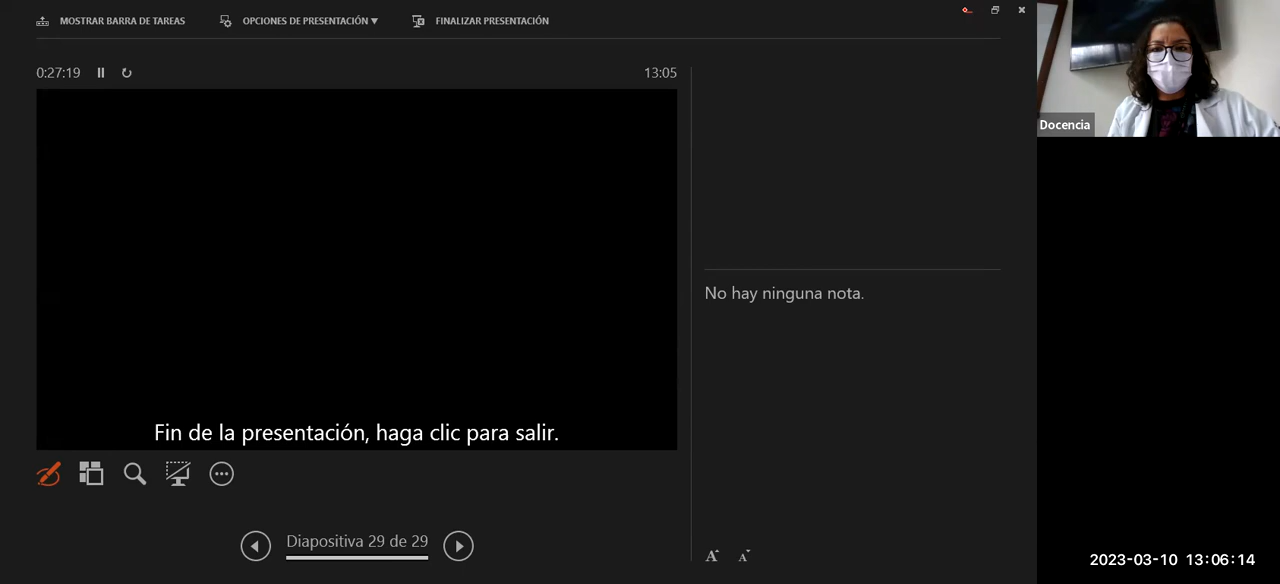 MOSTRAR BARRA DE TAREAS
OPCIONES DE PRESENTACIÓN ▼
FINALIZAR PRESENTACIÓN
0:27:19
13:05
Fin de la presentación, haga clic para salir.
Diapositiva 29 de 29
No hay ninguna nota.
A A
Docencia
2023-03-10 13:06:14